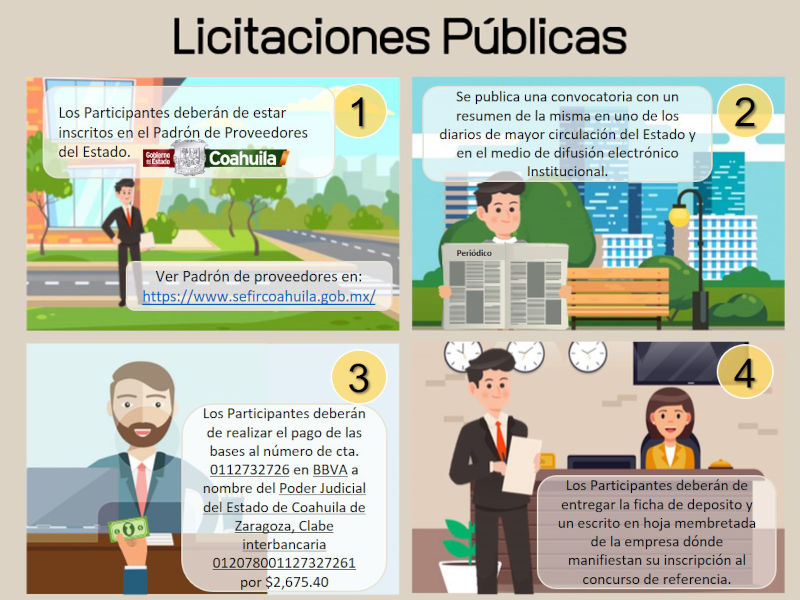 Licitaciones Públicas
1
Los Participantes deberán de estar
inscritos en el Padrón de Proveedores
del Estado.
Gobierno de Estado Coahuila
Ver Padrón de proveedores en:
https://www.sefircoahuila.gob.mx/
2
Se publica una convocatoria con un
resumen de la misma en uno de los
diarios de mayor circulación del Estado y
en el medio de difusión electrónico
Institucional.
Periódico
3
Los Participantes deberán
de realizar el pago de las
bases al número de cta.
0112732726 en BBVA a
nombre del Poder Judicial
del Estado de Coahuila de
Zaragoza, Clabe
interbancaria
012078001127327261
por $2,675.40
4
Los Participantes deberán de
entregar la ficha de deposito y
un escrito en hoja membretada
de la empresa dónde
manifiestan su inscripción al
concurso de referencia.